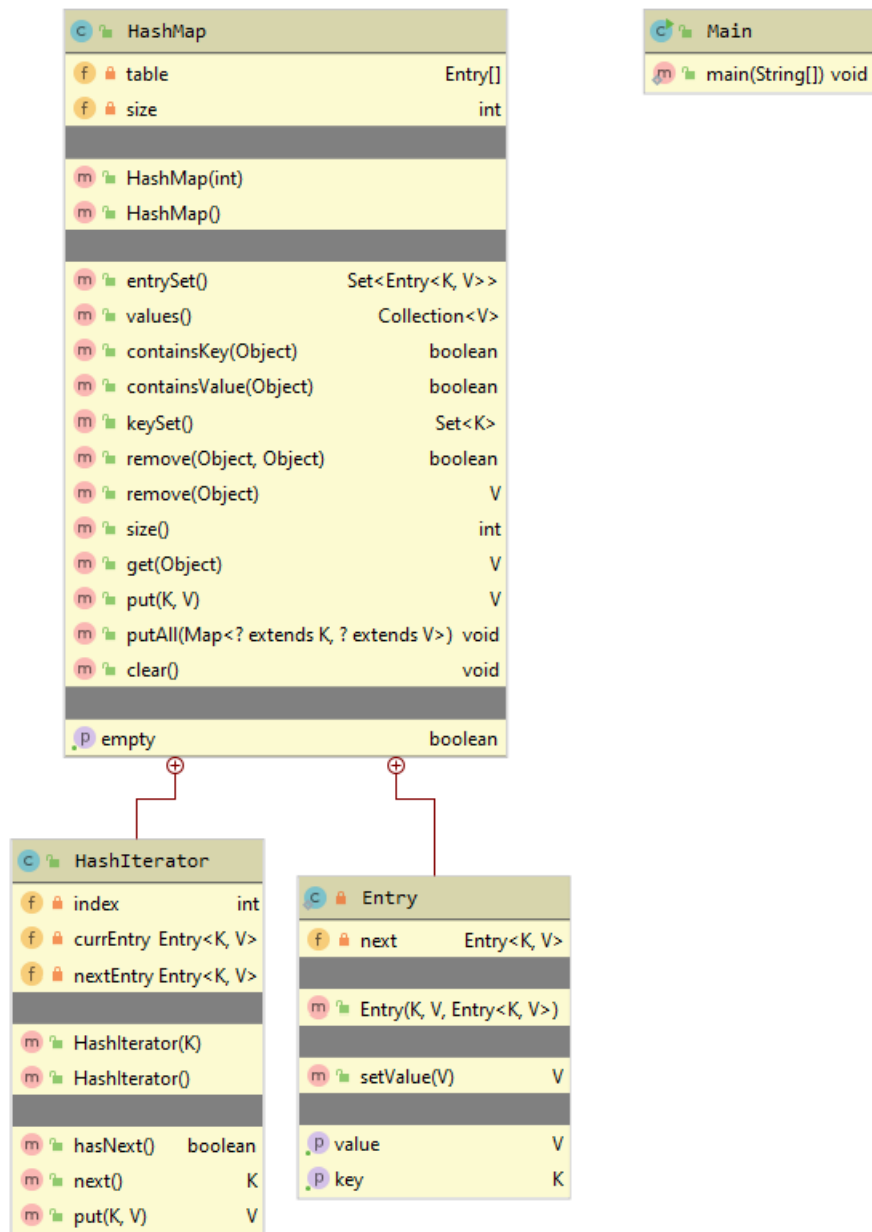 HashMap
table Entry[]
size int
HashMap(int)
HashMap()
entrySet() Set<Entry<K, V>>
values() Collection<V>
containsKey(Object) boolean
containsValue(Object) boolean
keySet() Set<K>
remove(Object, Object) boolean
remove(Object) V
size() int
get(Object) V
put(K, V) V
putAll(Map<? extends K, ? extends V>) void
clear() void
empty boolean
Main
main(String[]) void
HashIterator
index int
currEntry Entry<K, V>
nextEntry Entry<K, V>
HashIterator(K)
HashIterator()
hasNext() boolean
next() K
put(K, V) V
Entry
next Entry<K, V>
Entry(K, V, Entry<K, V>)
setValue(V) V
value V
key K